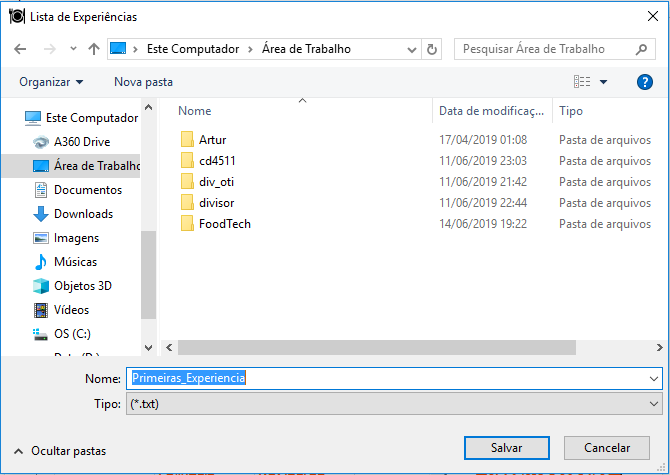 Lista de Experiências
Este Computador > Área de Trabalho
Pesquisar Área de Trabalho
Organizar
Nova pasta
?
Este Computador
A360 Drive
Área de Trabalho
Documentos
Downloads
Imagens
Músicas
Objetos 3D
Vídeos
OS (C:)
Nome Data de modificaç... Tipo
Artur 17/04/2019 01:08 Pasta de arquivos
cd4511 11/06/2019 23:03 Pasta de arquivos
div_oti 11/06/2019 21:42 Pasta de arquivos
divisor 11/06/2019 22:44 Pasta de arquivos
FoodTech 14/06/2019 19:22 Pasta de arquivos
Nome: Primeiras_Experiencia
Tipo: (*.txt)
Ocultar pastas
Salvar
Cancelar